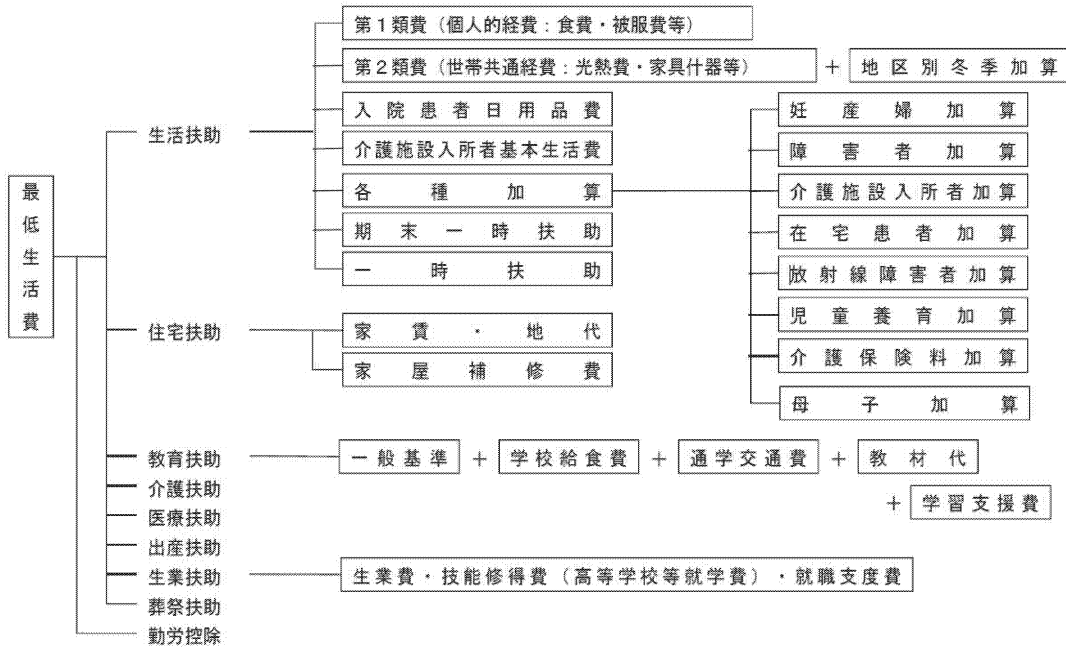 第1類費（個人的経費：食費・被服費等）
第2類費（世帯共通経費：光熱費・家具什器等） ＋ 地区別冬季加算
入院患者日用品費
妊産婦加算
生活扶助
介護施設入所者基本生活費
障害者加算
最低生活費
各種加算
介護施設入所者加算
期末一時扶助
在宅患者加算
一時扶助
放射線障害者加算
住宅扶助
家賃・地代
児童養育加算
家屋補修費
介護保険料加算
母子加算
教育扶助
一般基準 ＋ 学校給食費 ＋ 通学交通費 ＋ 教材代
＋ 学習支援費
介護扶助
医療扶助
出産扶助
生業扶助
生業費・技能修得費（高等学校等就学費）・就職支度費
葬祭扶助
勤労控除